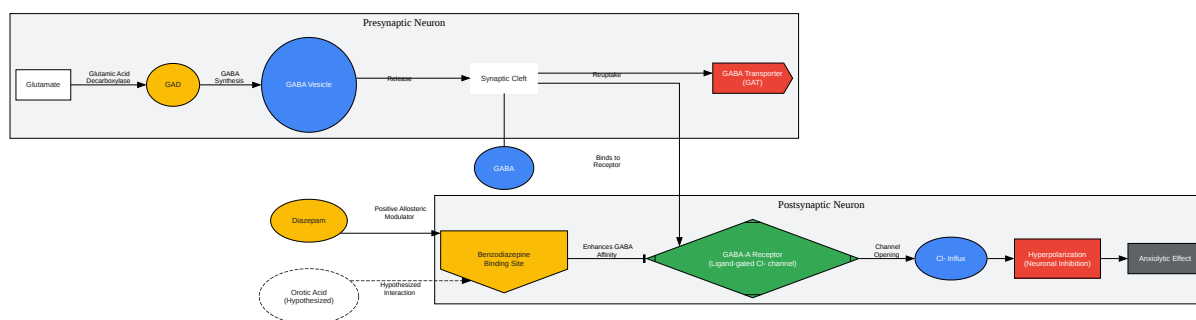 Presynaptic Neuron
Glutamate
Glutamic Acid
Decarboxylase
GAD
GABA
Synthesis
GABA Vesicle
Release
Synaptic Cleft
Reuptake
GABA Transporter
(GAT)
GABA
Binds to
Receptor
Diazepam
Positive Allosteric
Modulator
Postsynaptic Neuron
Benzodiazepine
Binding Site
Enhances GABA
Affinity
GABA-A Receptor
(Ligand-gated Cl- channel)
Channel
Opening
Cl- Influx
Hyperpolarization
(Neuronal Inhibition)
Anxiolytic Effect
Orotic Acid
(Hypothesized)
Hypothesized
Interaction